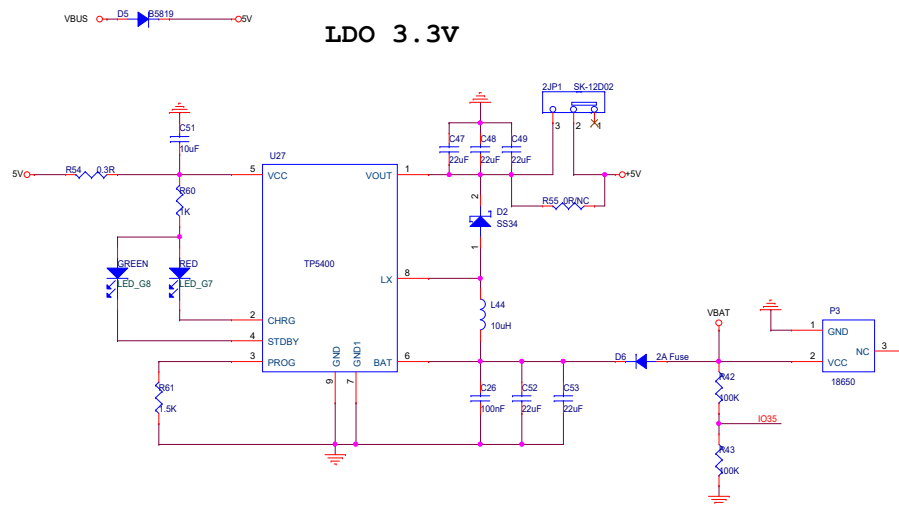 VBUS D5 B5819 5V
LDO 3.3V
2JP1 SK-12D02
3 2 1
C51
10uF
C47
22uF
C48
22uF
C49
22uF
U27
5V R54 0.3R
5 VCC
VOUT 1
+5V
R60
1K
R55 0R/NC
2
D2
SS34
1
GREEN
LED_G8
RED
LED_G7
TP5400
LX 8
L44
10uH
2 CHRG
4 STDBY
3 PROG
GND
9
GND1
7
BAT 6
D6 2A Fuse
VBAT
P3
1 GND
NC 3
2 VCC
18650
R61
1.5K
C26
100nF
C52
22uF
C53
22uF
R42
100K
IO35
R43
100K